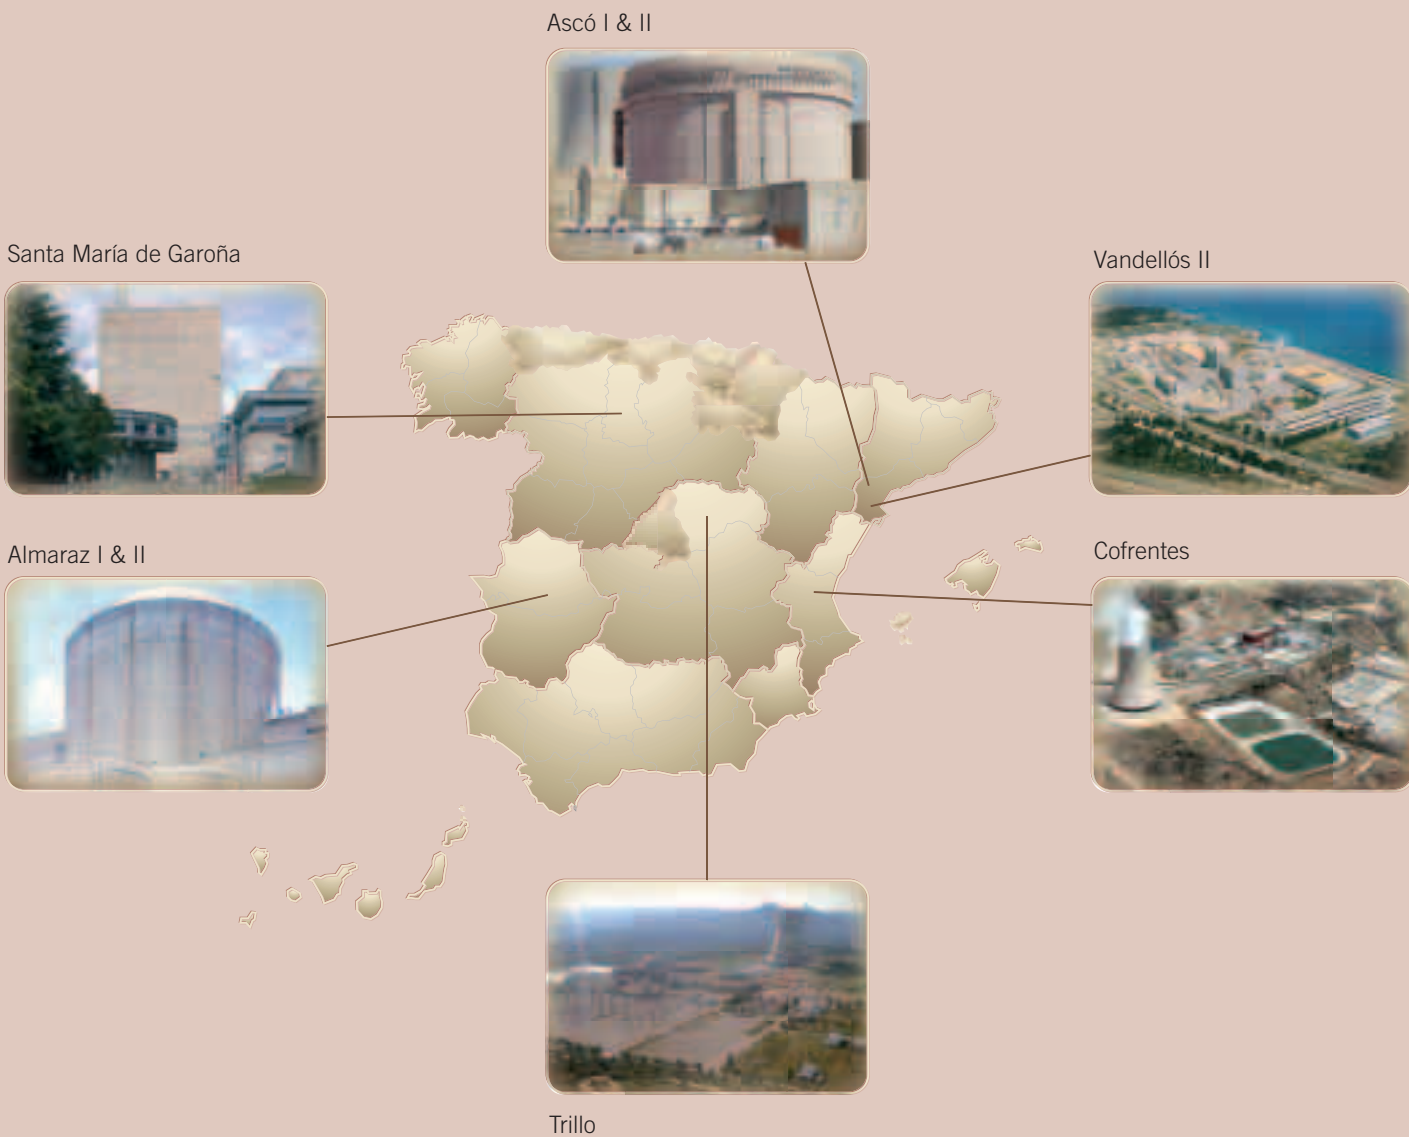 Ascó I & II
Santa María de Garoña
Vandellós II
Almaraz I & II
Cofrentes
Trillo